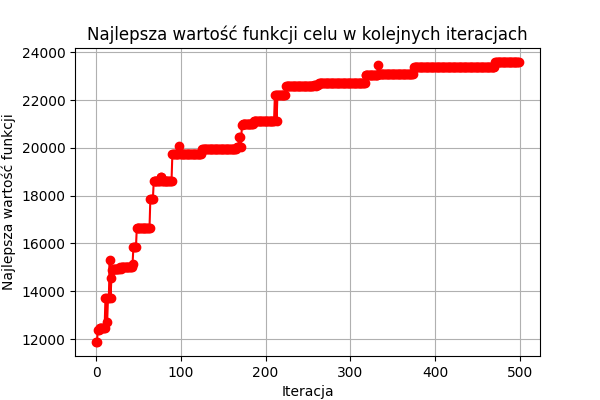 Najlepsza wartość funkcji celu w kolejnych iteracjach
24000
22000
20000
18000
16000
14000
12000
Najlepsza wartość funkcji
0 100 200 300 400 500
Iteracja